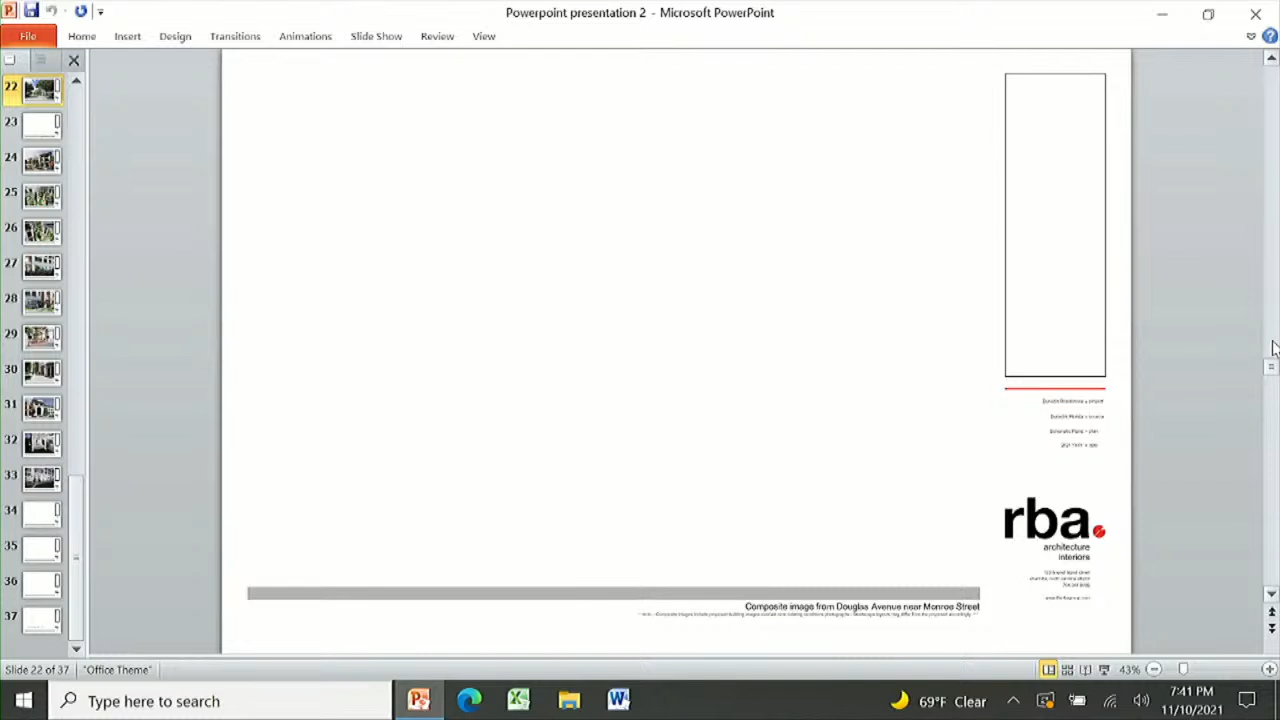 Powerpoint presentation 2 - Microsoft PowerPoint
File Home Insert Design Transitions Animations Slide Show Review View
22
23
24
25
26
27
28
29
30
31
32
33
34
35
36
37
rba.
architecture
interiors
Composite image from Douglas Avenue near Monroe Street
Slide 22 of 37 "Office Theme" 43%
Type here to search
69°F Clear
7:41 PM
11/10/2021